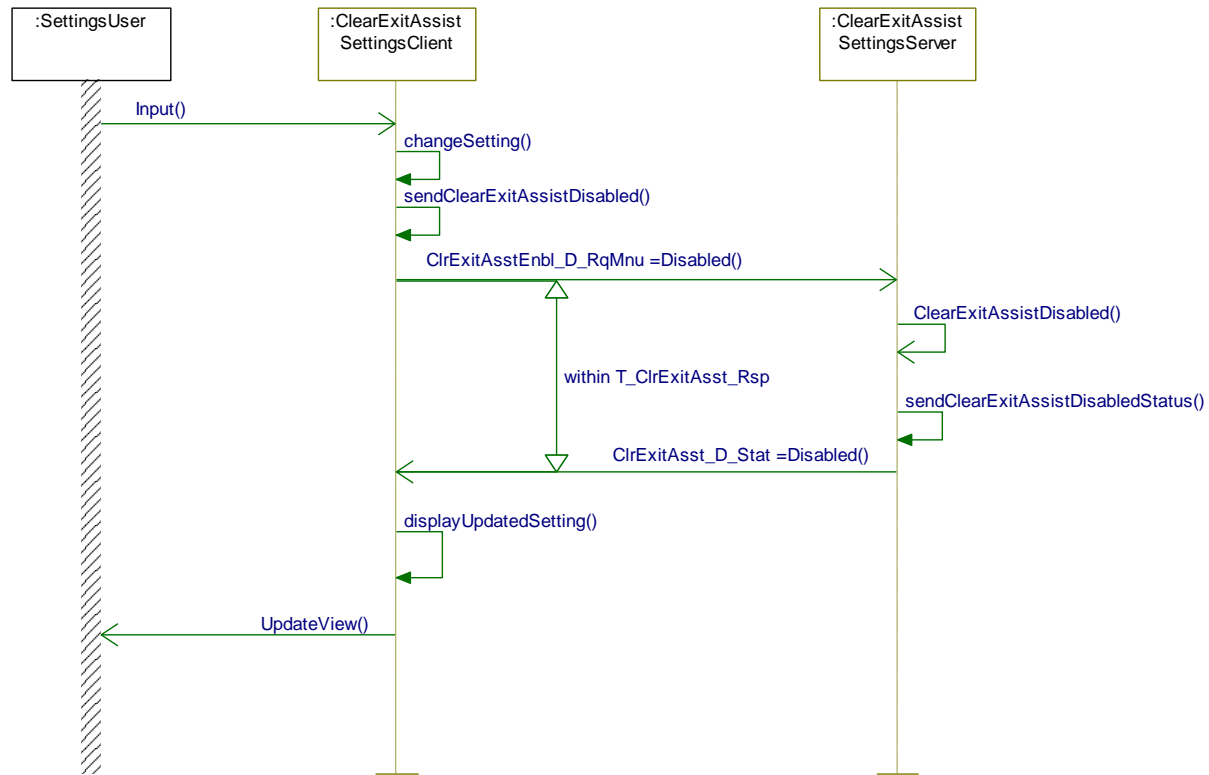 :SettingsUser
:ClearExitAssist
SettingsClient
:ClearExitAssist
SettingsServer
Input()
changeSetting()
sendClearExitAssistDisabled()
ClrExitAsstEnbl_D_RqMnu =Disabled()
ClearExitAssistDisabled()
within T_ClrExitAsst_Rsp
sendClearExitAssistDisabledStatus()
ClrExitAsst_D_Stat =Disabled()
displayUpdatedSetting()
UpdateView()